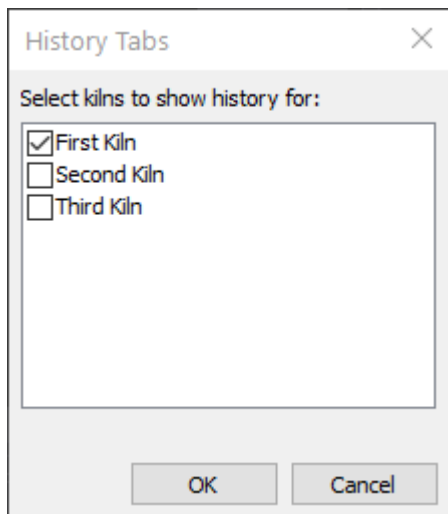 History Tabs
Select kilns to show history for:
First Kiln
Second Kiln
Third Kiln
OK
Cancel